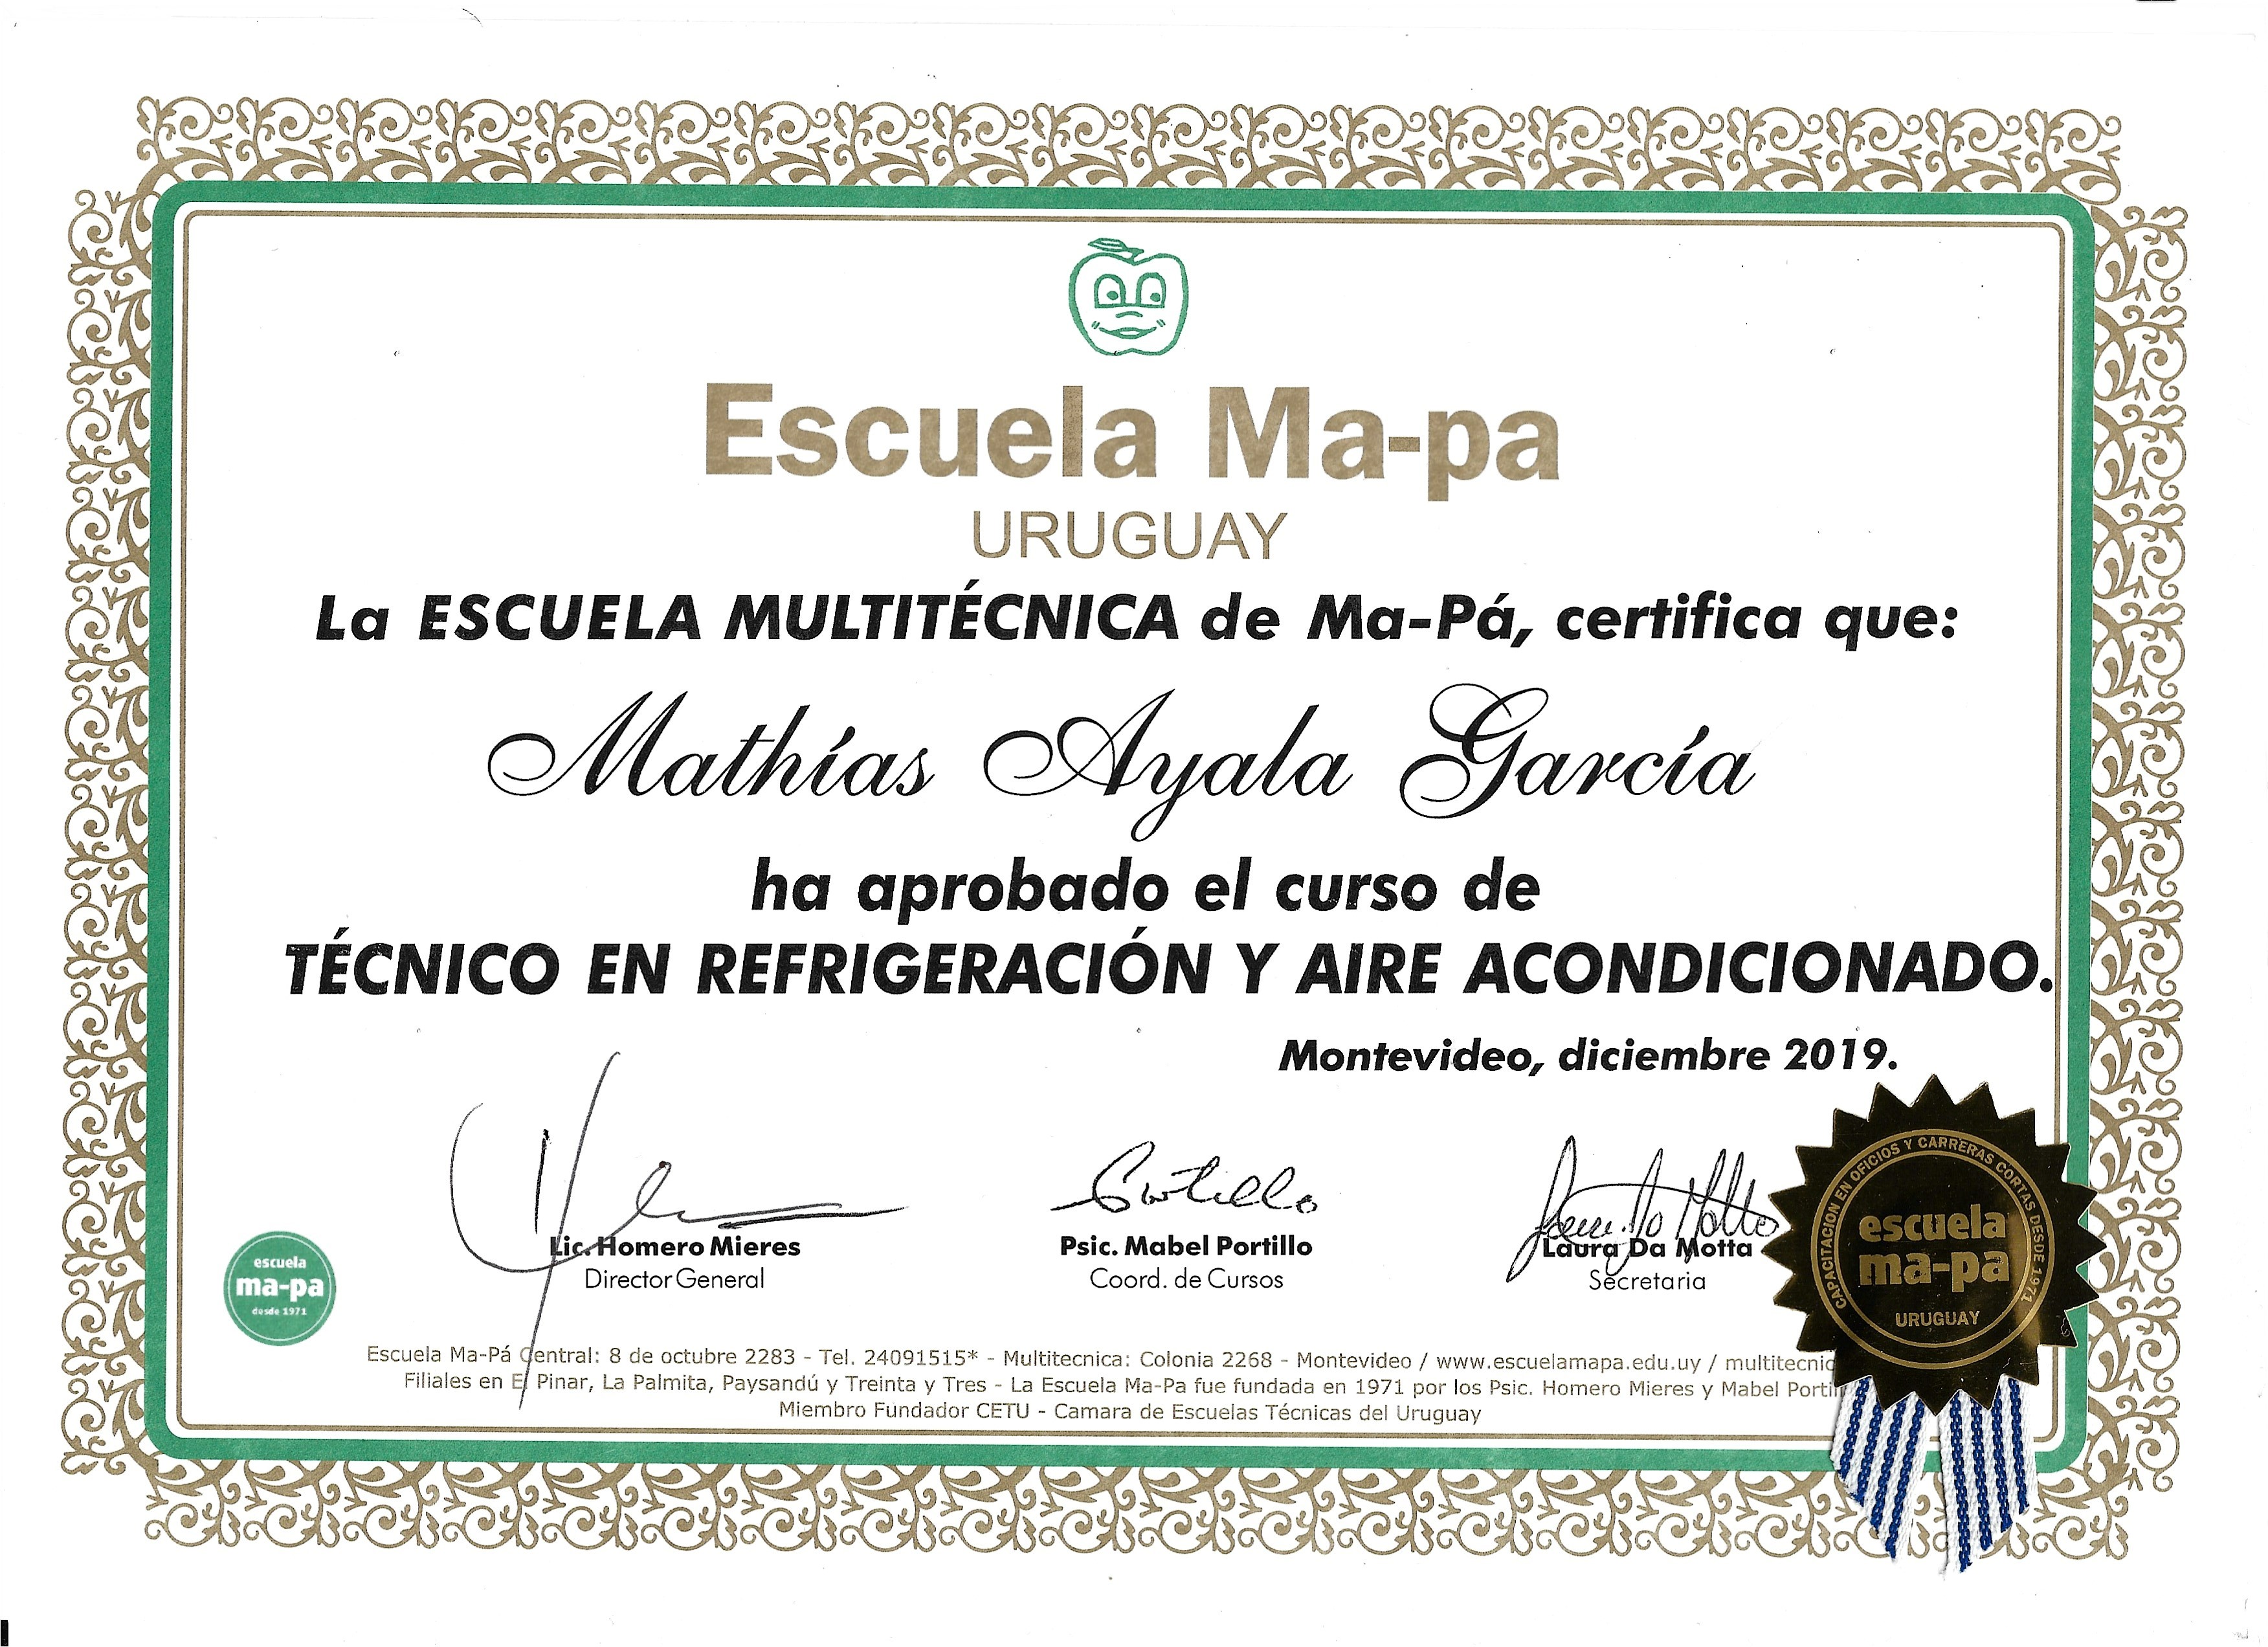 Escuela Ma-pa
URUGUAY
La ESCUELA MULTITÉCNICA de Ma-Pá, certifica que:
Mathías Ayala García
ha aprobado el curso de
TÉCNICO EN REFRIGERACIÓN Y AIRE ACONDICIONADO.
Montevideo, diciembre 2019.
Lic. Homero Mieres
Director General
Psic. Mabel Portillo
Coord. de Cursos
Laura Da Motta
Secretaria
escuela
ma-pa
desde 1971
CAPACITACION EN OFICIOS Y CARRERAS CORTAS DESDE 1971
escuela
ma-pa
URUGUAY
Escuela Ma-Pá Central: 8 de octubre 2283 - Tel. 24091515* - Multitecnica: Colonia 2268 - Montevideo / www.escuelamapa.edu.uy / multitecnic
Filiales en El Pinar, La Palmita, Paysandú y Treinta y Tres - La Escuela Ma-Pa fue fundada en 1971 por los Psic. Homero Mieres y Mabel Porti
Miembro Fundador CETU - Camara de Escuelas Técnicas del Uruguay